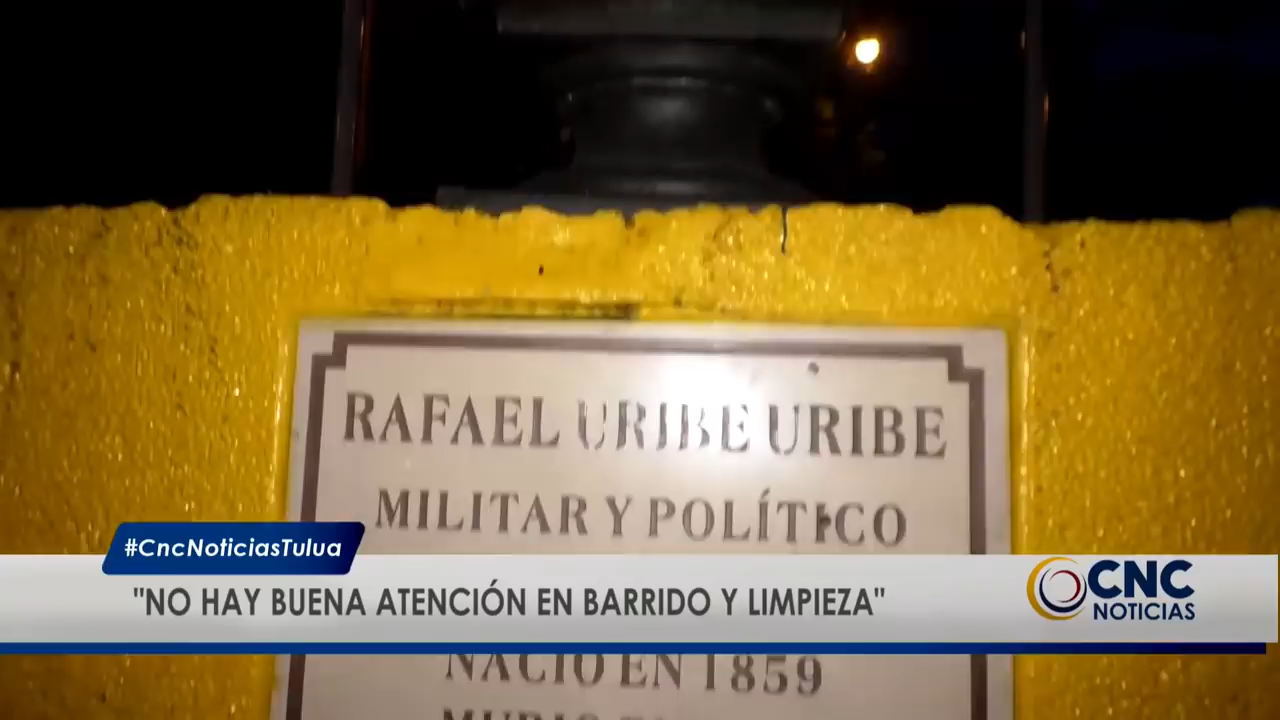 RAFAEL URIBE URIBE
MILITAR Y POLÍTICO
#CncNoticiasTulua
"NO HAY BUENA ATENCIÓN EN BARRIDO Y LIMPIEZA"
CNC
NOTICIAS
NACIO EN 1859